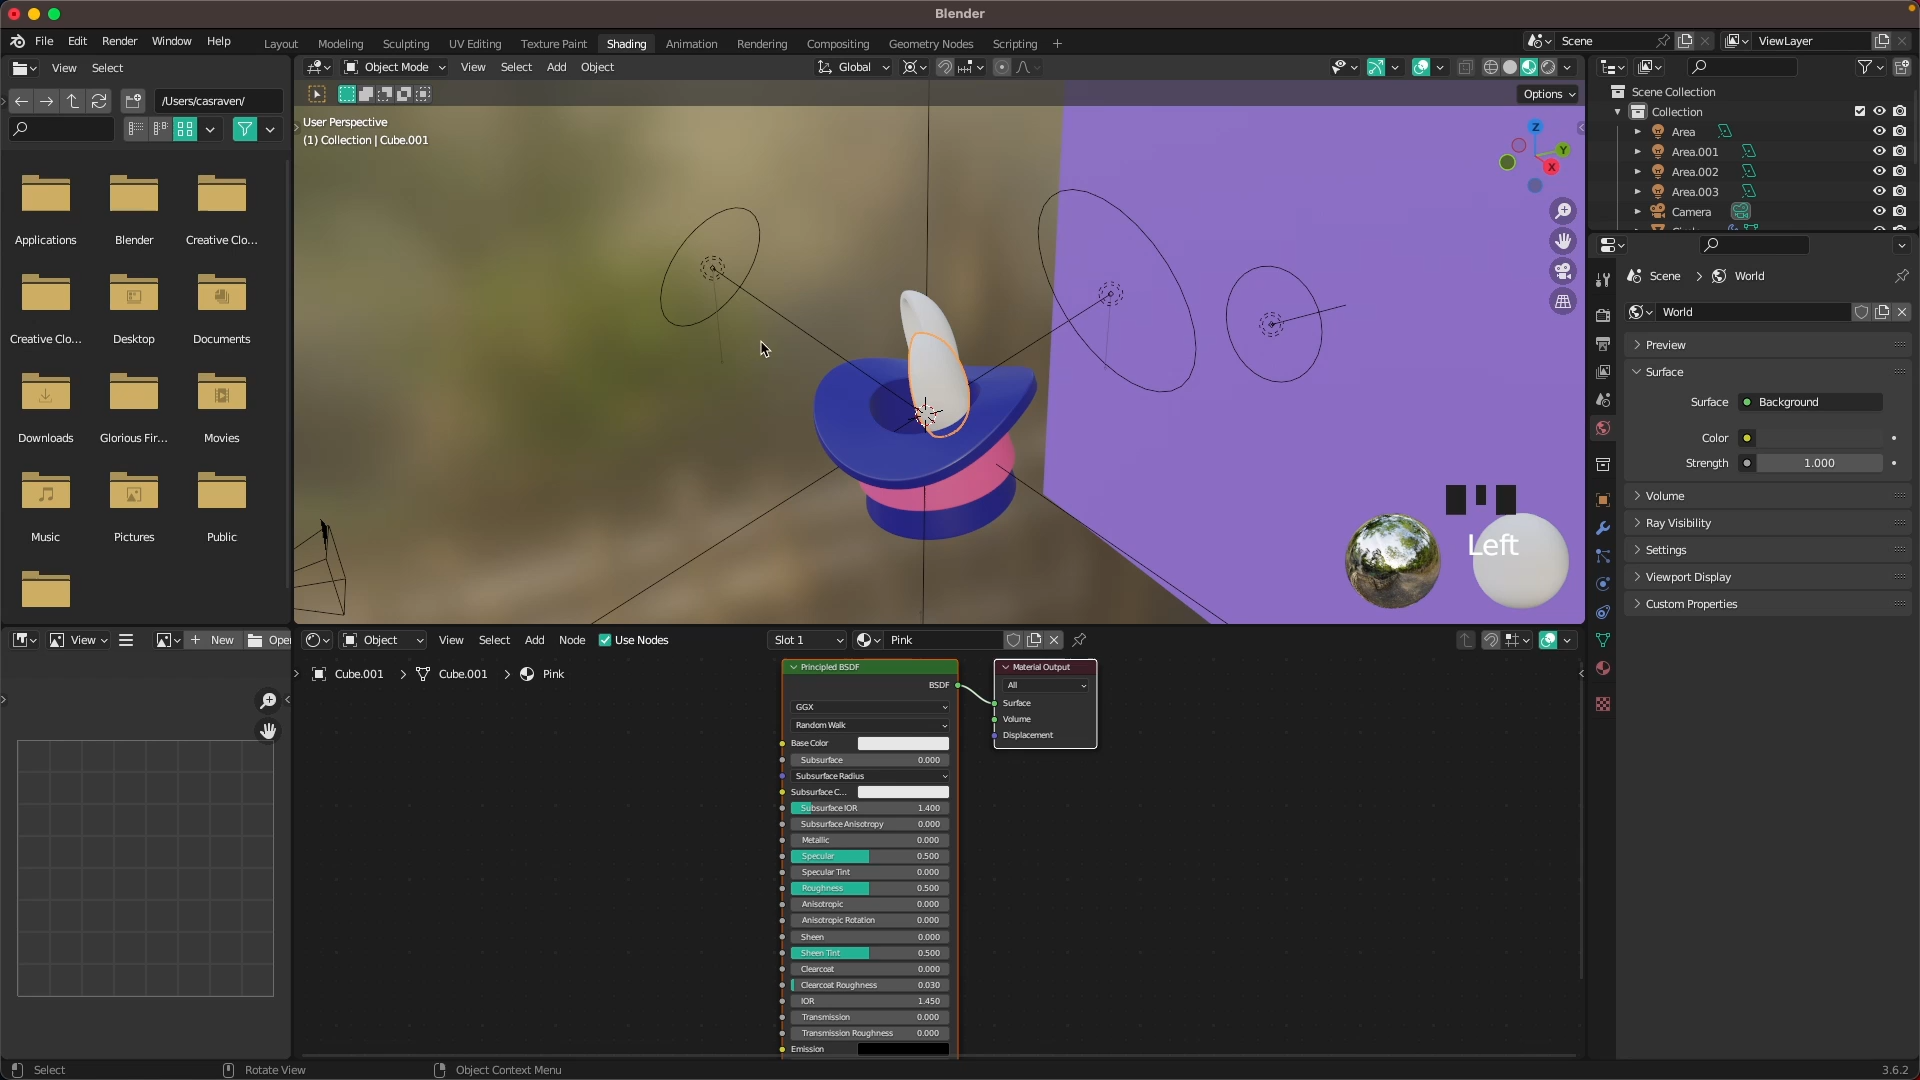 Blender
File Edit Render Window Help
Layout Modeling Sculpting UV Editing Texture Paint Shading Animation Rendering Compositing Geometry Nodes Scripting
Scene
ViewLayer
View Select
Object Mode View Select Add Object
Global
/Users/casraven/
Options
User Perspective
(1) Collection | Cube.001
Z
Y
X
Applications
Blender
Creative Clo...
Creative Clo...
Desktop
Documents
Downloads
Glorious Fir...
Movies
Music
Pictures
Public
Left
Scene Collection
Collection
Area
Area.001
Area.002
Area.003
Camera
Scene > World
World
Preview
Surface
Surface Background
Color
Strength 1.000
Volume
Ray Visibility
Settings
Viewport Display
Custom Properties
View
New
Open
Object View Select Add Node Use Nodes
Slot 1
Pink
Cube.001 > Cube.001 > Pink
Principled BSDF
BSDF
GGX
Random Walk
Base Color
Subsurface 0.000
Subsurface Radius
Subsurface C...
Subsurface IOR 1.400
Subsurface Anisotropy 0.000
Metallic 0.000
Specular 0.500
Specular Tint 0.000
Roughness 0.500
Anisotropic 0.000
Anisotropic Rotation 0.000
Sheen 0.000
Sheen Tint 0.500
Clearcoat 0.000
Clearcoat Roughness 0.030
IOR 1.450
Transmission 0.000
Transmission Roughness 0.000
Emission
Material Output
All
Surface
Volume
Displacement
Select
Rotate View
Object Context Menu
3.6.2